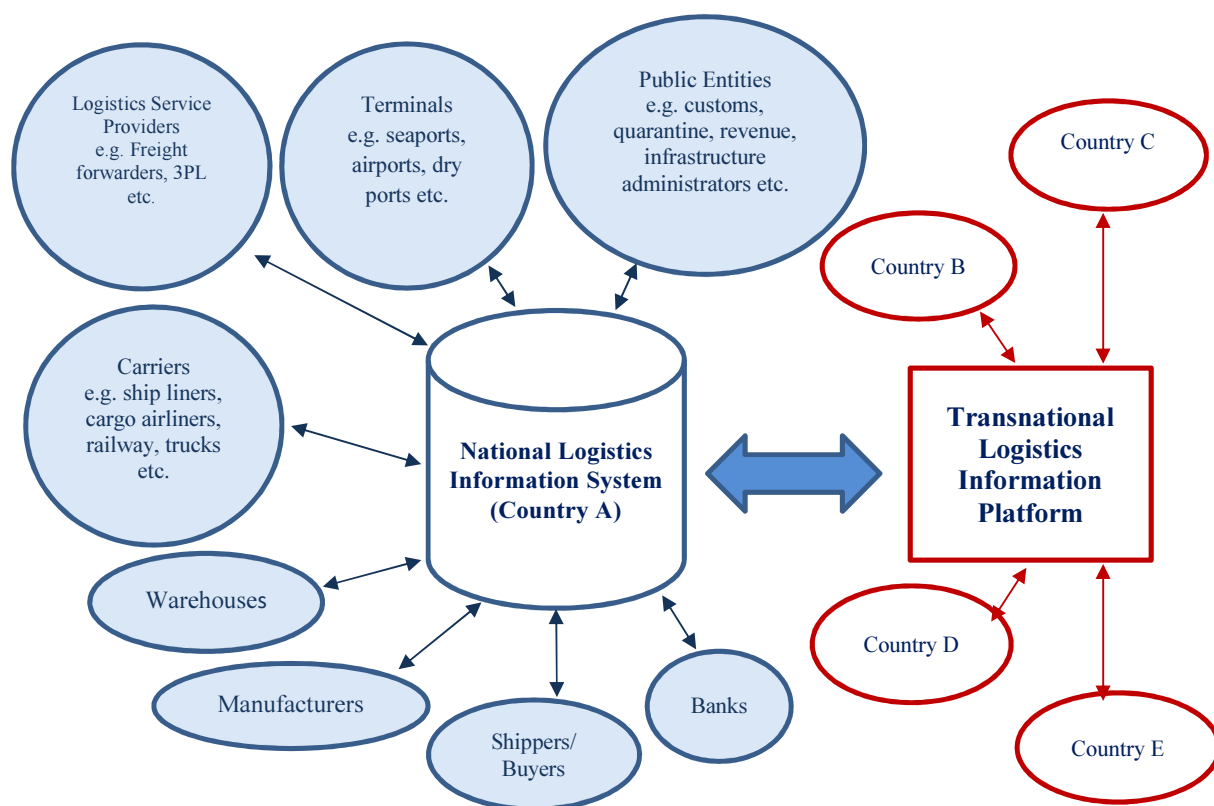 Logistics Service
Providers
e.g. Freight
forwarders, 3PL
etc.
Terminals
e.g. seaports,
airports, dry
ports etc.
Public Entities
e.g. customs,
quarantine, revenue,
infrastructure
administrators etc.
Country C
Country B
Carriers
e.g. ship liners,
cargo airliners,
railway, trucks
etc.
National Logistics
Information System
(Country A)
Transnational
Logistics
Information
Platform
Warehouses
Manufacturers
Shippers/
Buyers
Banks
Country D
Country E